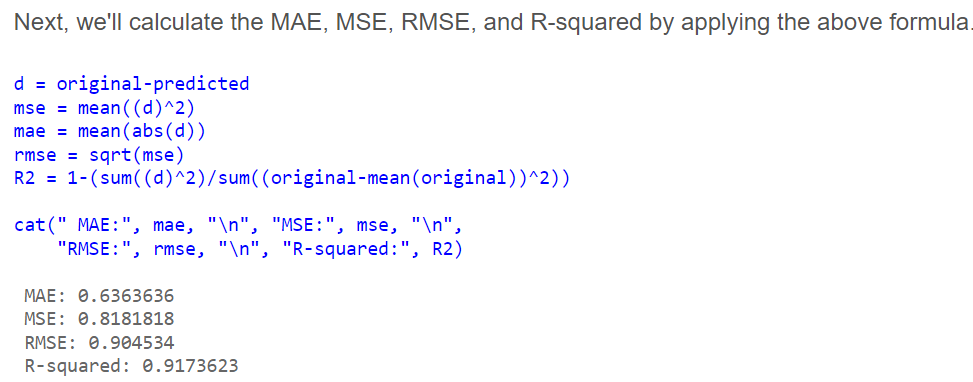 Next, we'll calculate the MAE, MSE, RMSE, and R-squared by applying the above formula.
d = original-predicted
mse = mean((d)^2)
mae = mean(abs(d))
rmse = sqrt(mse)
R2 = 1-(sum((d)^2)/sum((original-mean(original))^2))
cat(" MAE:", mae, "\n", "MSE:", mse, "\n",
"RMSE:", rmse, "\n", "R-squared:", R2)
MAE: 0.6363636
MSE: 0.8181818
RMSE: 0.904534
R-squared: 0.9173623